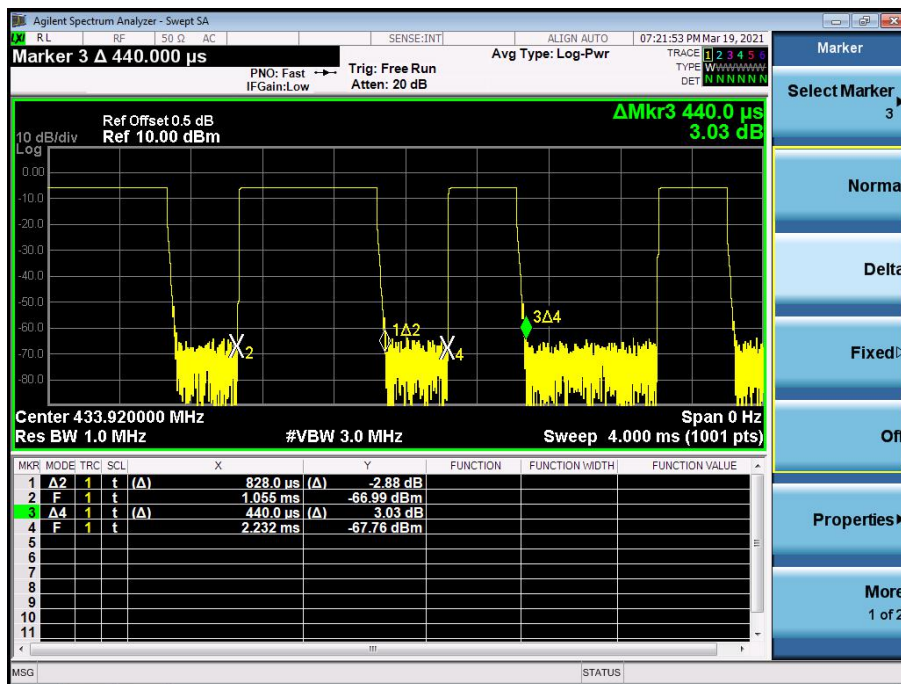 Agilent Spectrum Analyzer - Swept SA
LXI RL RF 50 Ω AC SENSE:INT ALIGN AUTO 07:21:53 PM Mar 19, 2021
Marker 3 Δ 440.000 µs
PNO: Fast
IFGain:Low
Trig: Free Run
Atten: 20 dB
Avg Type: Log-Pwr
TRACE 1 2 3 4 5 6
TYPE W W W W W W
DET N N N N N N
ΔMkr3 440.0 µs
3.03 dB
Ref Offset 0.5 dB
10 dB/div Ref 10.00 dBm
Log
0.00
-10.0
-20.0
-30.0
-40.0
-50.0
-60.0
-70.0
-80.0
2
1Δ2
4
3Δ4
Center 433.920000 MHz Span 0 Hz
Res BW 1.0 MHz #VBW 3.0 MHz Sweep 4.000 ms (1001 pts)
MKR MODE TRC SCL X Y FUNCTION FUNCTION WIDTH FUNCTION VALUE
1 Δ2 1 t (Δ) 828.0 µs (Δ) -2.88 dB
2 F 1 t 1.055 ms -66.99 dBm
3 Δ4 1 t (Δ) 440.0 µs (Δ) 3.03 dB
4 F 1 t 2.232 ms -67.76 dBm
5
6
7
8
9
10
11
MSG STATUS
Marker
Select Marker
3
Norma
Delta
Fixed
Off
Properties
More
1 of 2